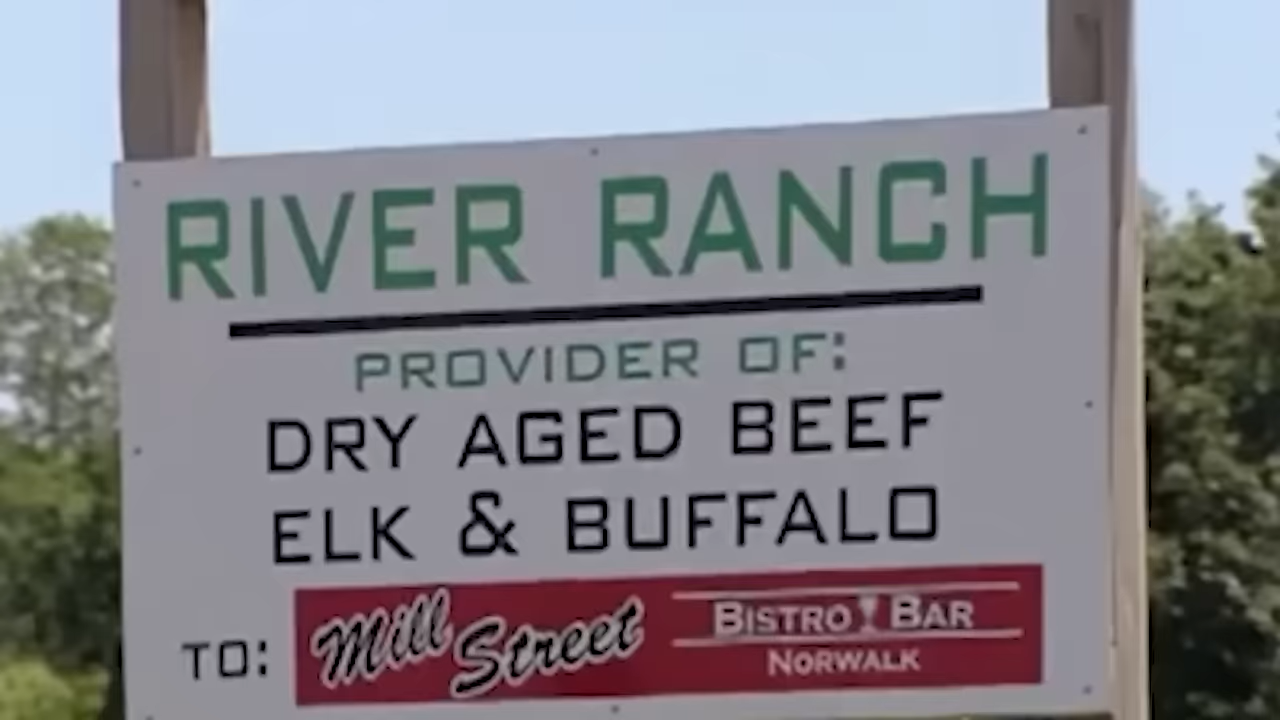 RIVER RANCH
PROVIDER OF:
DRY AGED BEEF
ELK & BUFFALO
TO: Mill Street BISTRO BAR
NORWALK